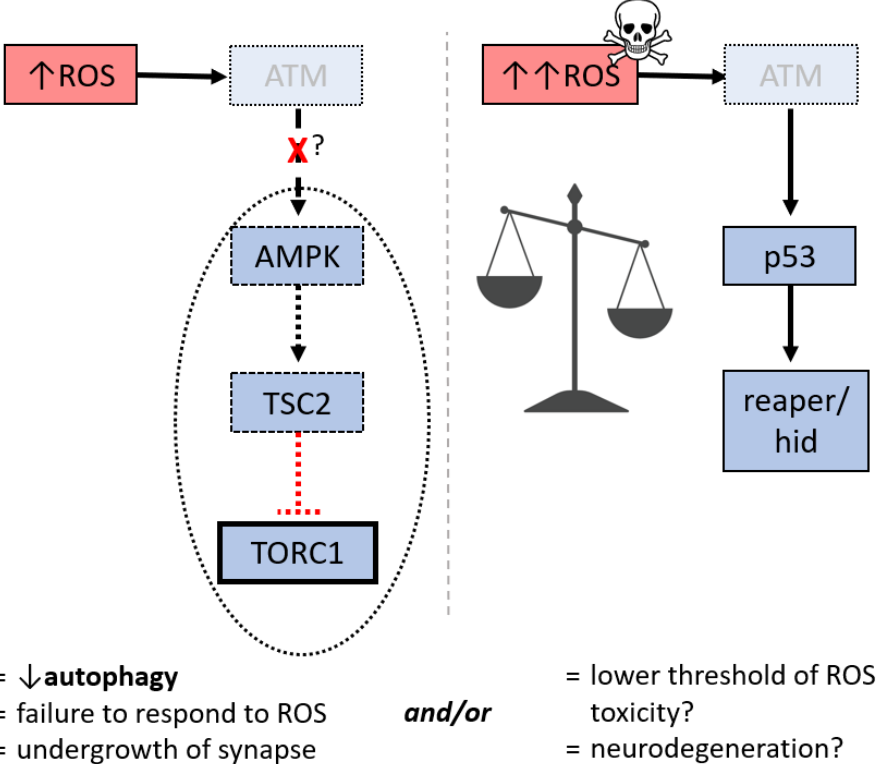 ↑ROS
ATM
X?
AMPK
TSC2
TORC1
= ↓autophagy
= failure to respond to ROS
= undergrowth of synapse
and/or
↑↑ROS
ATM
p53
reaper/
hid
= lower threshold of ROS
toxicity?
= neurodegeneration?